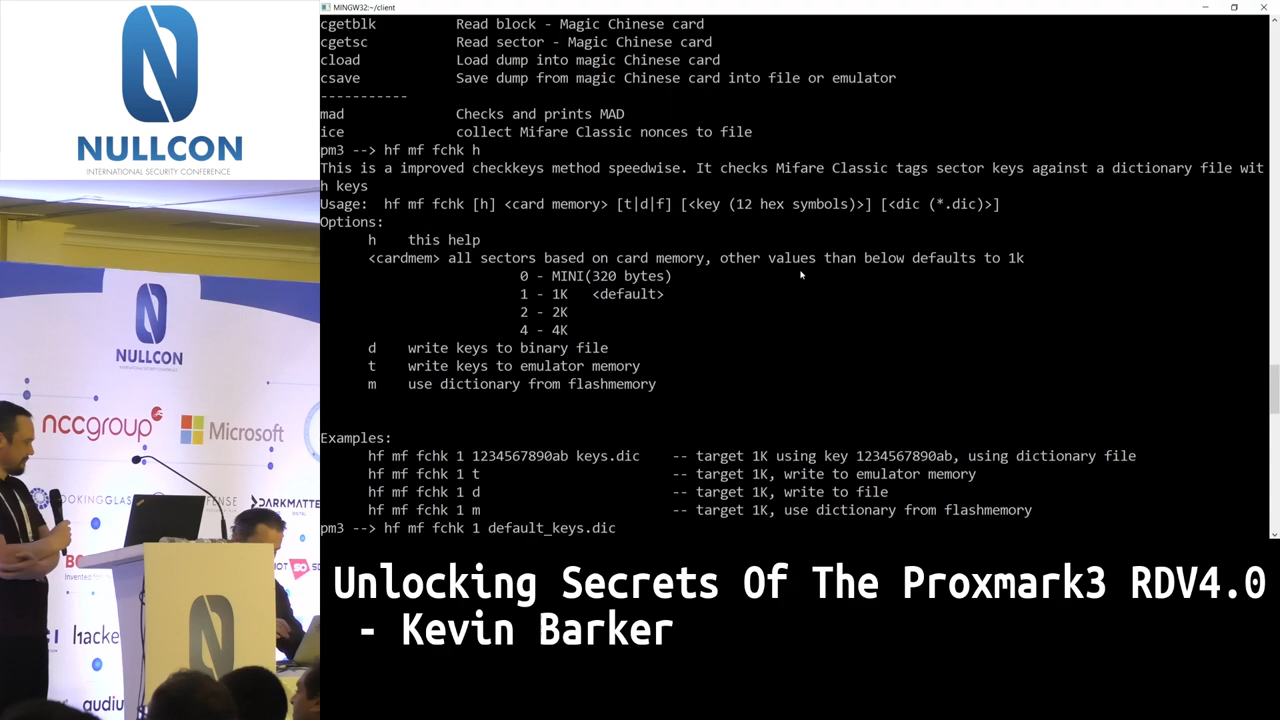 MINGW32:~/client
cgetblk Read block - Magic Chinese card
cgetsc Read sector - Magic Chinese card
cload Load dump into magic Chinese card
csave Save dump from magic Chinese card into file or emulator
-----------
mad Checks and prints MAD
ice collect Mifare Classic nonces to file
pm3 --> hf mf fchk h
This is a improved checkkeys method speedwise. It checks Mifare Classic tags sector keys against a dictionary file wit
h keys
Usage: hf mf fchk [h] <card memory> [t|d|f] [<key (12 hex symbols)>] [<dic (*.dic)>]
Options:
h this help
<cardmem> all sectors based on card memory, other values than below defaults to 1k
0 - MINI(320 bytes)
1 - 1K <default>
2 - 2K
4 - 4K
d write keys to binary file
t write keys to emulator memory
m use dictionary from flashmemory
Examples:
hf mf fchk 1 1234567890ab keys.dic -- target 1K using key 1234567890ab, using dictionary file
hf mf fchk 1 t -- target 1K, write to emulator memory
hf mf fchk 1 d -- target 1K, write to file
hf mf fchk 1 m -- target 1K, use dictionary from flashmemory
pm3 --> hf mf fchk 1 default_keys.dic
NULLCON
INTERNATIONAL SECURITY CONFERENCE
NULLCON
nccgroup
Microsoft
DARKMATTE
Unlocking Secrets Of The Proxmark3 RDV4.0
- Kevin Barker